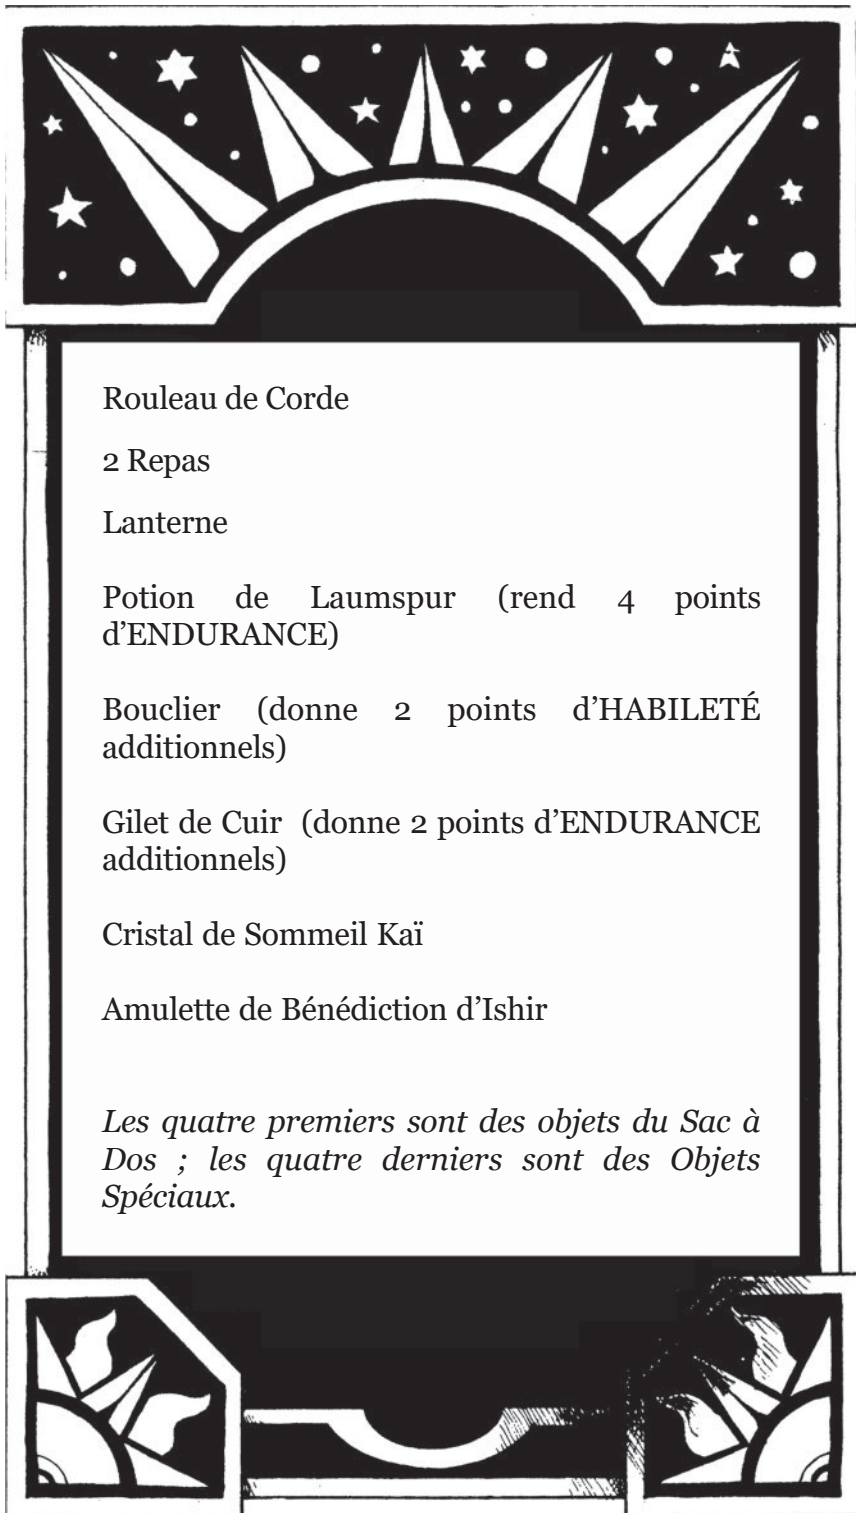 Rouleau de Corde
2 Repas
Lanterne
Potion de Laumspur (rend 4 points
d’ENDURANCE)
Bouclier (donne 2 points d’HABILETÉ
additionnels)
Gilet de Cuir  (donne 2 points d’ENDURANCE
additionnels)
Cristal de Sommeil Kaï
Amulette de Bénédiction d’Ishir
Les quatre premiers sont des objets du Sac à
Dos ; les quatre derniers sont des Objets
Spéciaux.